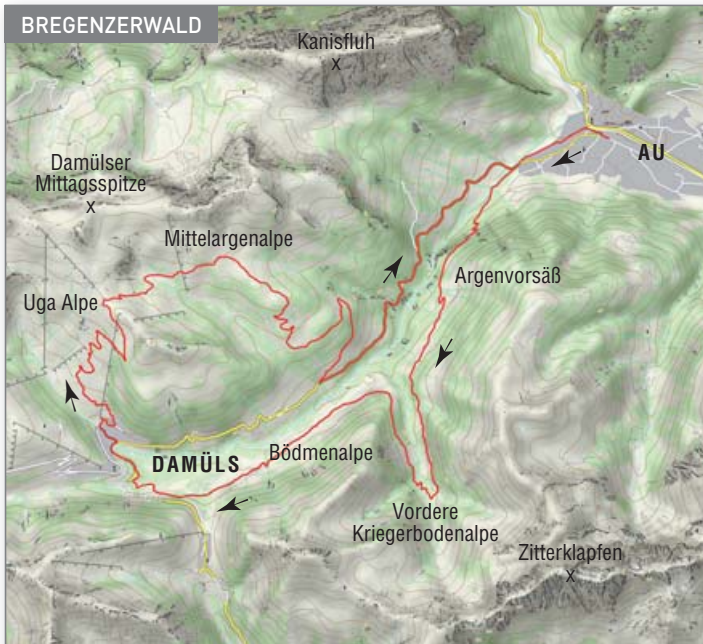 BREGENZERWALD
Kanisfluh
x
AU
Damülser
Mittagsspitze
x
Mittelargenalpe
Argenvorsäß
Uga Alpe
DAMÜLS
Bödmenalpe
Vordere
Kriegerbodenalpe
Zitterklapfen
x